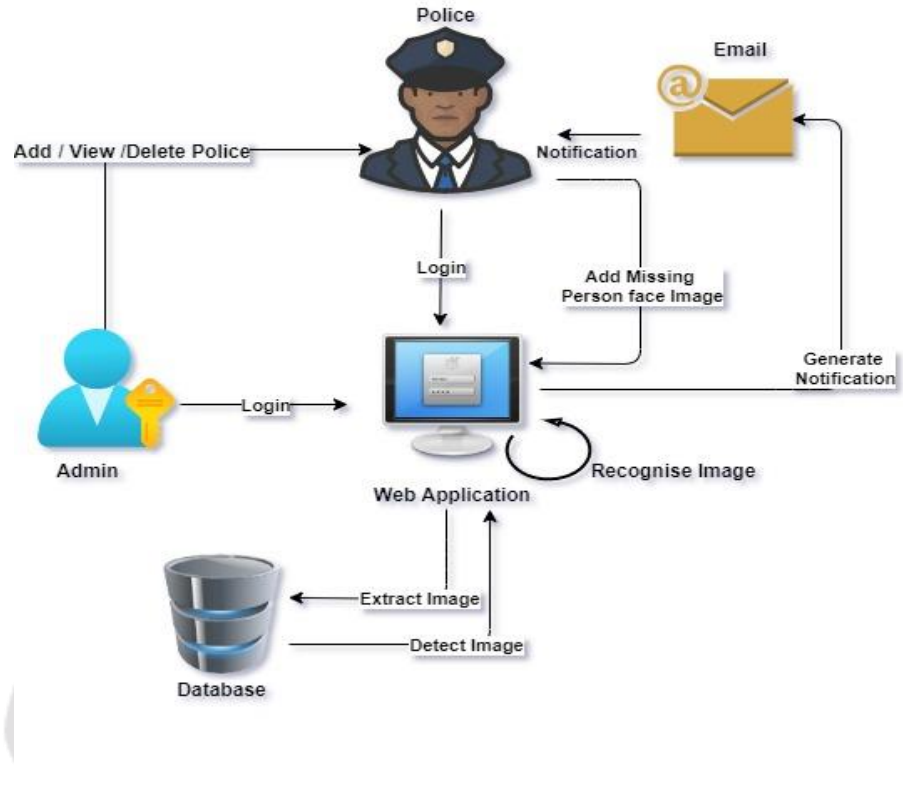 Police
Email
Add / View /Delete Police
Notification
Login
Add Missing
Person face Image
Generate
Notification
Login
Admin
Recognise Image
Web Application
Extract Image
Detect Image
Database